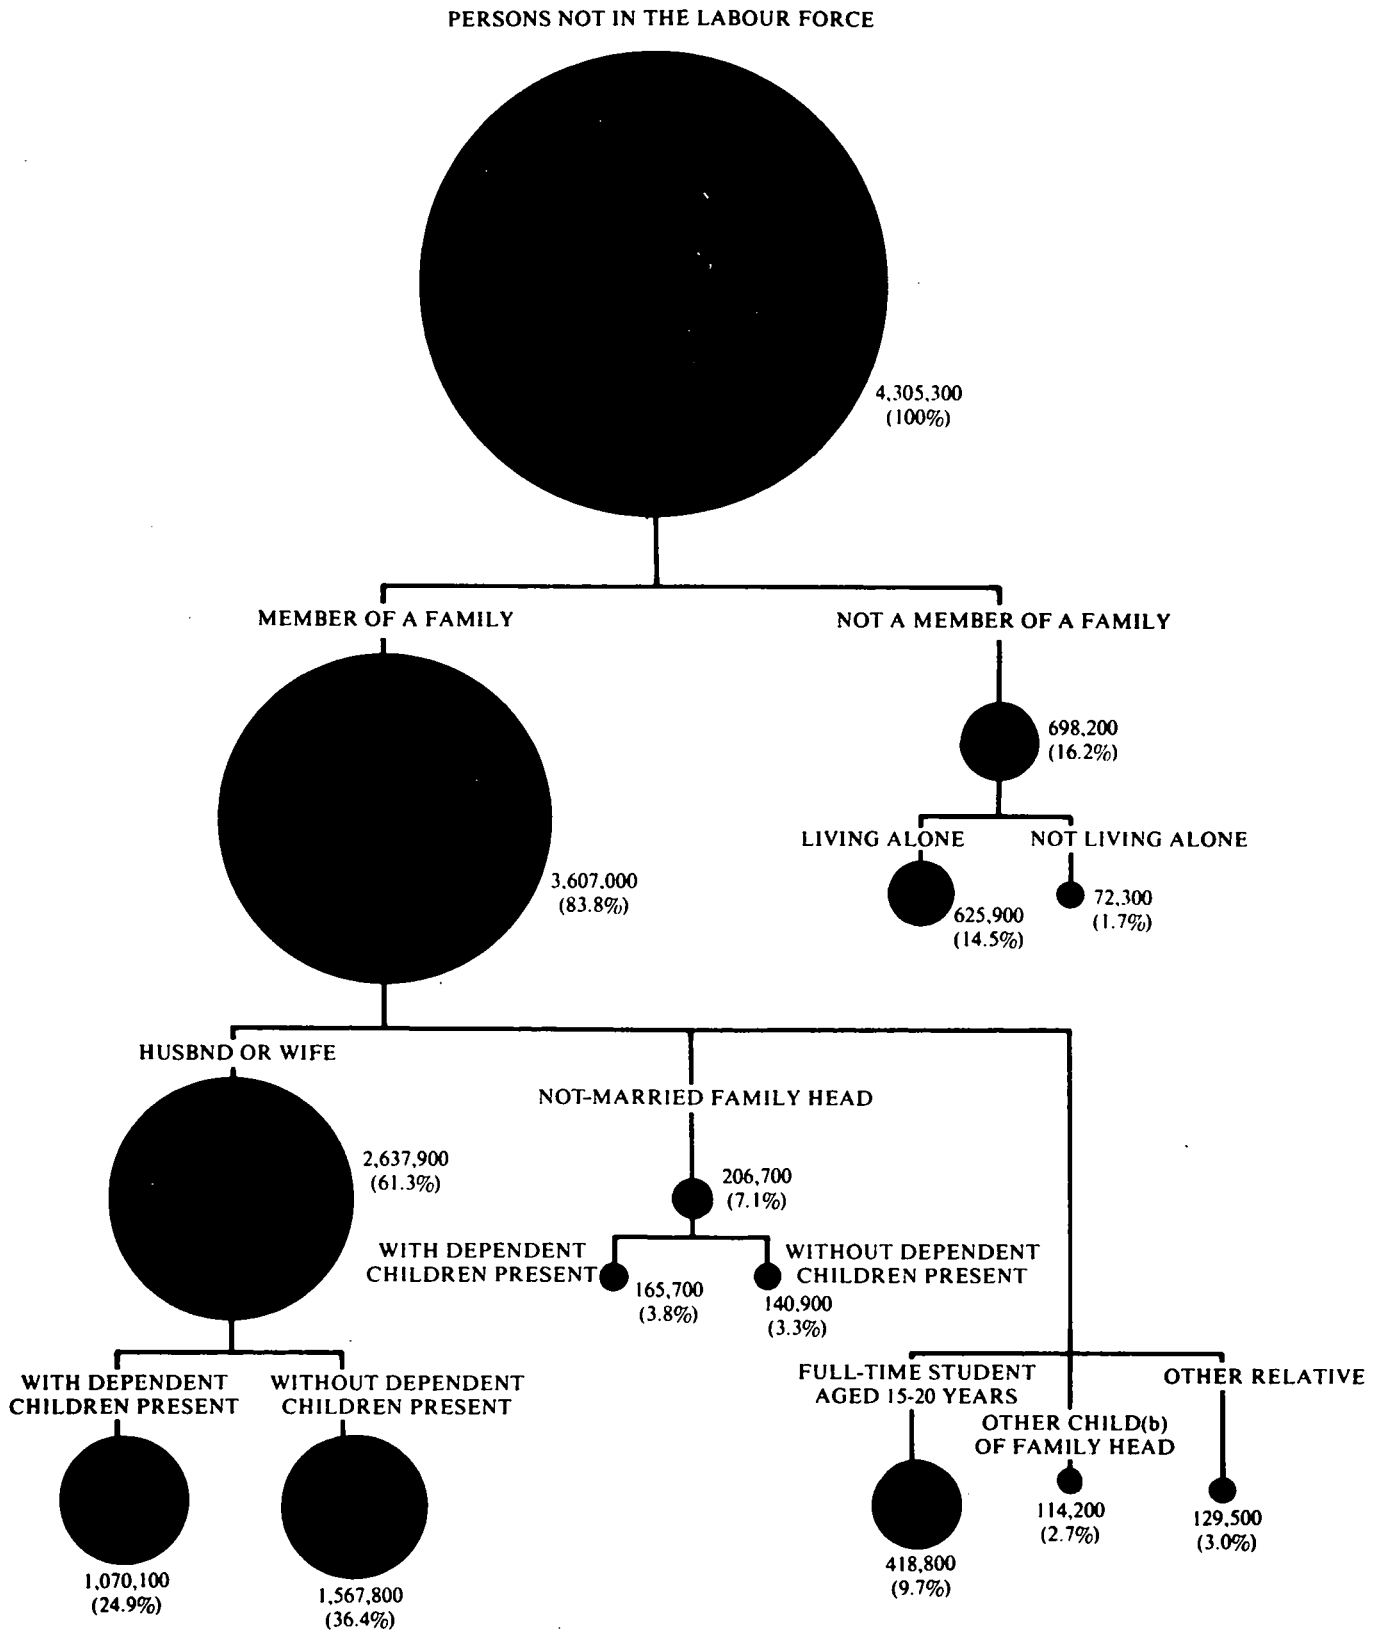 PERSONS NOT IN THE LABOUR FORCE
4,305,300
(100%)
MEMBER OF A FAMILY
NOT A MEMBER OF A FAMILY
698,200
(16.2%)
LIVING ALONE
NOT LIVING ALONE
3,607,000
(83.8%)
625,900
(14.5%)
72,300
(1.7%)
HUSBND OR WIFE
NOT-MARRIED FAMILY HEAD
2,637,900
(61.3%)
206,700
(7.1%)
WITH DEPENDENT
CHILDREN PRESENT
WITHOUT DEPENDENT
CHILDREN PRESENT
165,700
(3.8%)
140,900
(3.3%)
WITH DEPENDENT
CHILDREN PRESENT
WITHOUT DEPENDENT
CHILDREN PRESENT
FULL-TIME STUDENT
AGED 15-20 YEARS
OTHER CHILD(b)
OF FAMILY HEAD
OTHER RELATIVE
1,070,100
(24.9%)
1,567,800
(36.4%)
418,800
(9.7%)
114,200
(2.7%)
129,500
(3.0%)